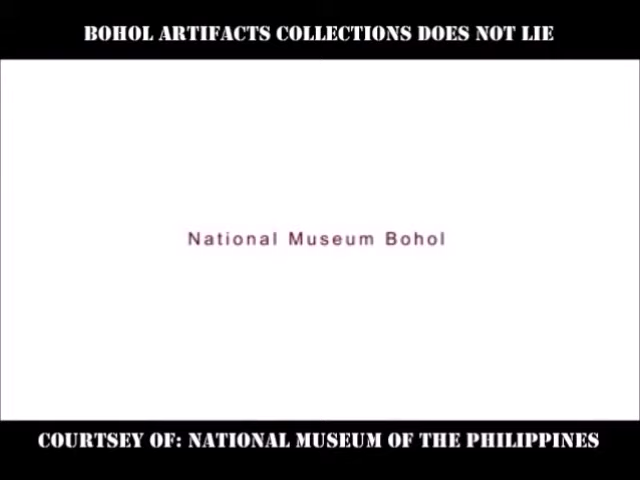 BOHOL ARTIFACTS COLLECTIONS DOES NOT LIE
National Museum Bohol
COURTSEY OF: NATIONAL MUSEUM OF THE PHILIPPINES